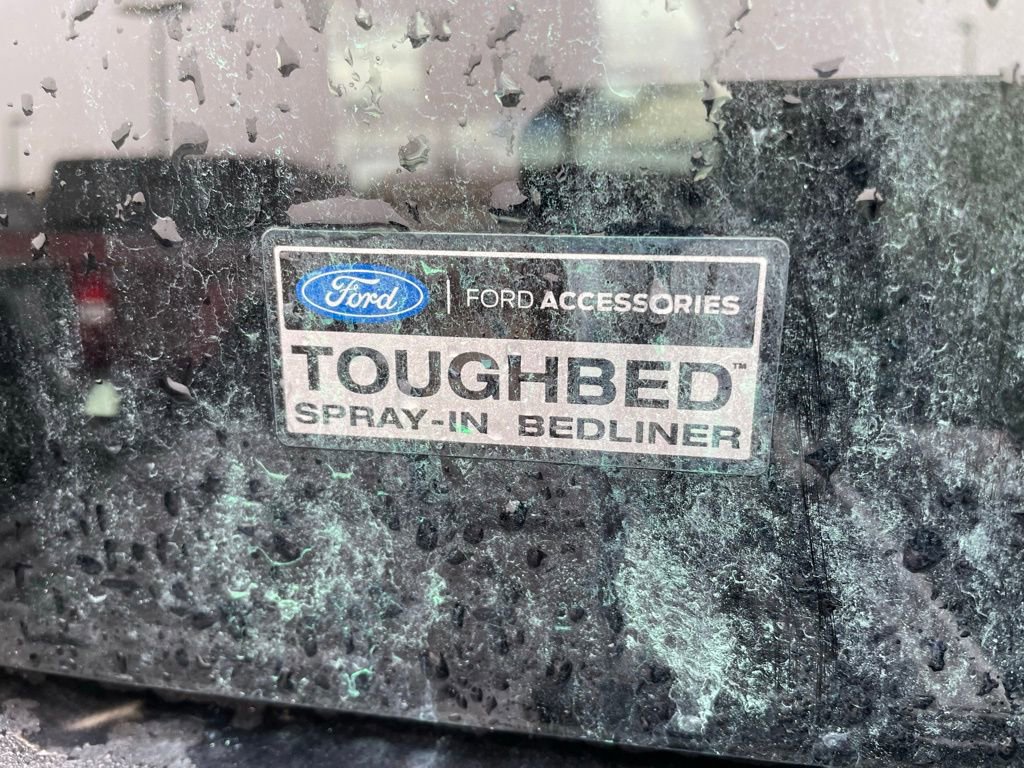 Ford | FORD ACCESSORIES
TOUGHBED™
SPRAY-IN BEDLINER